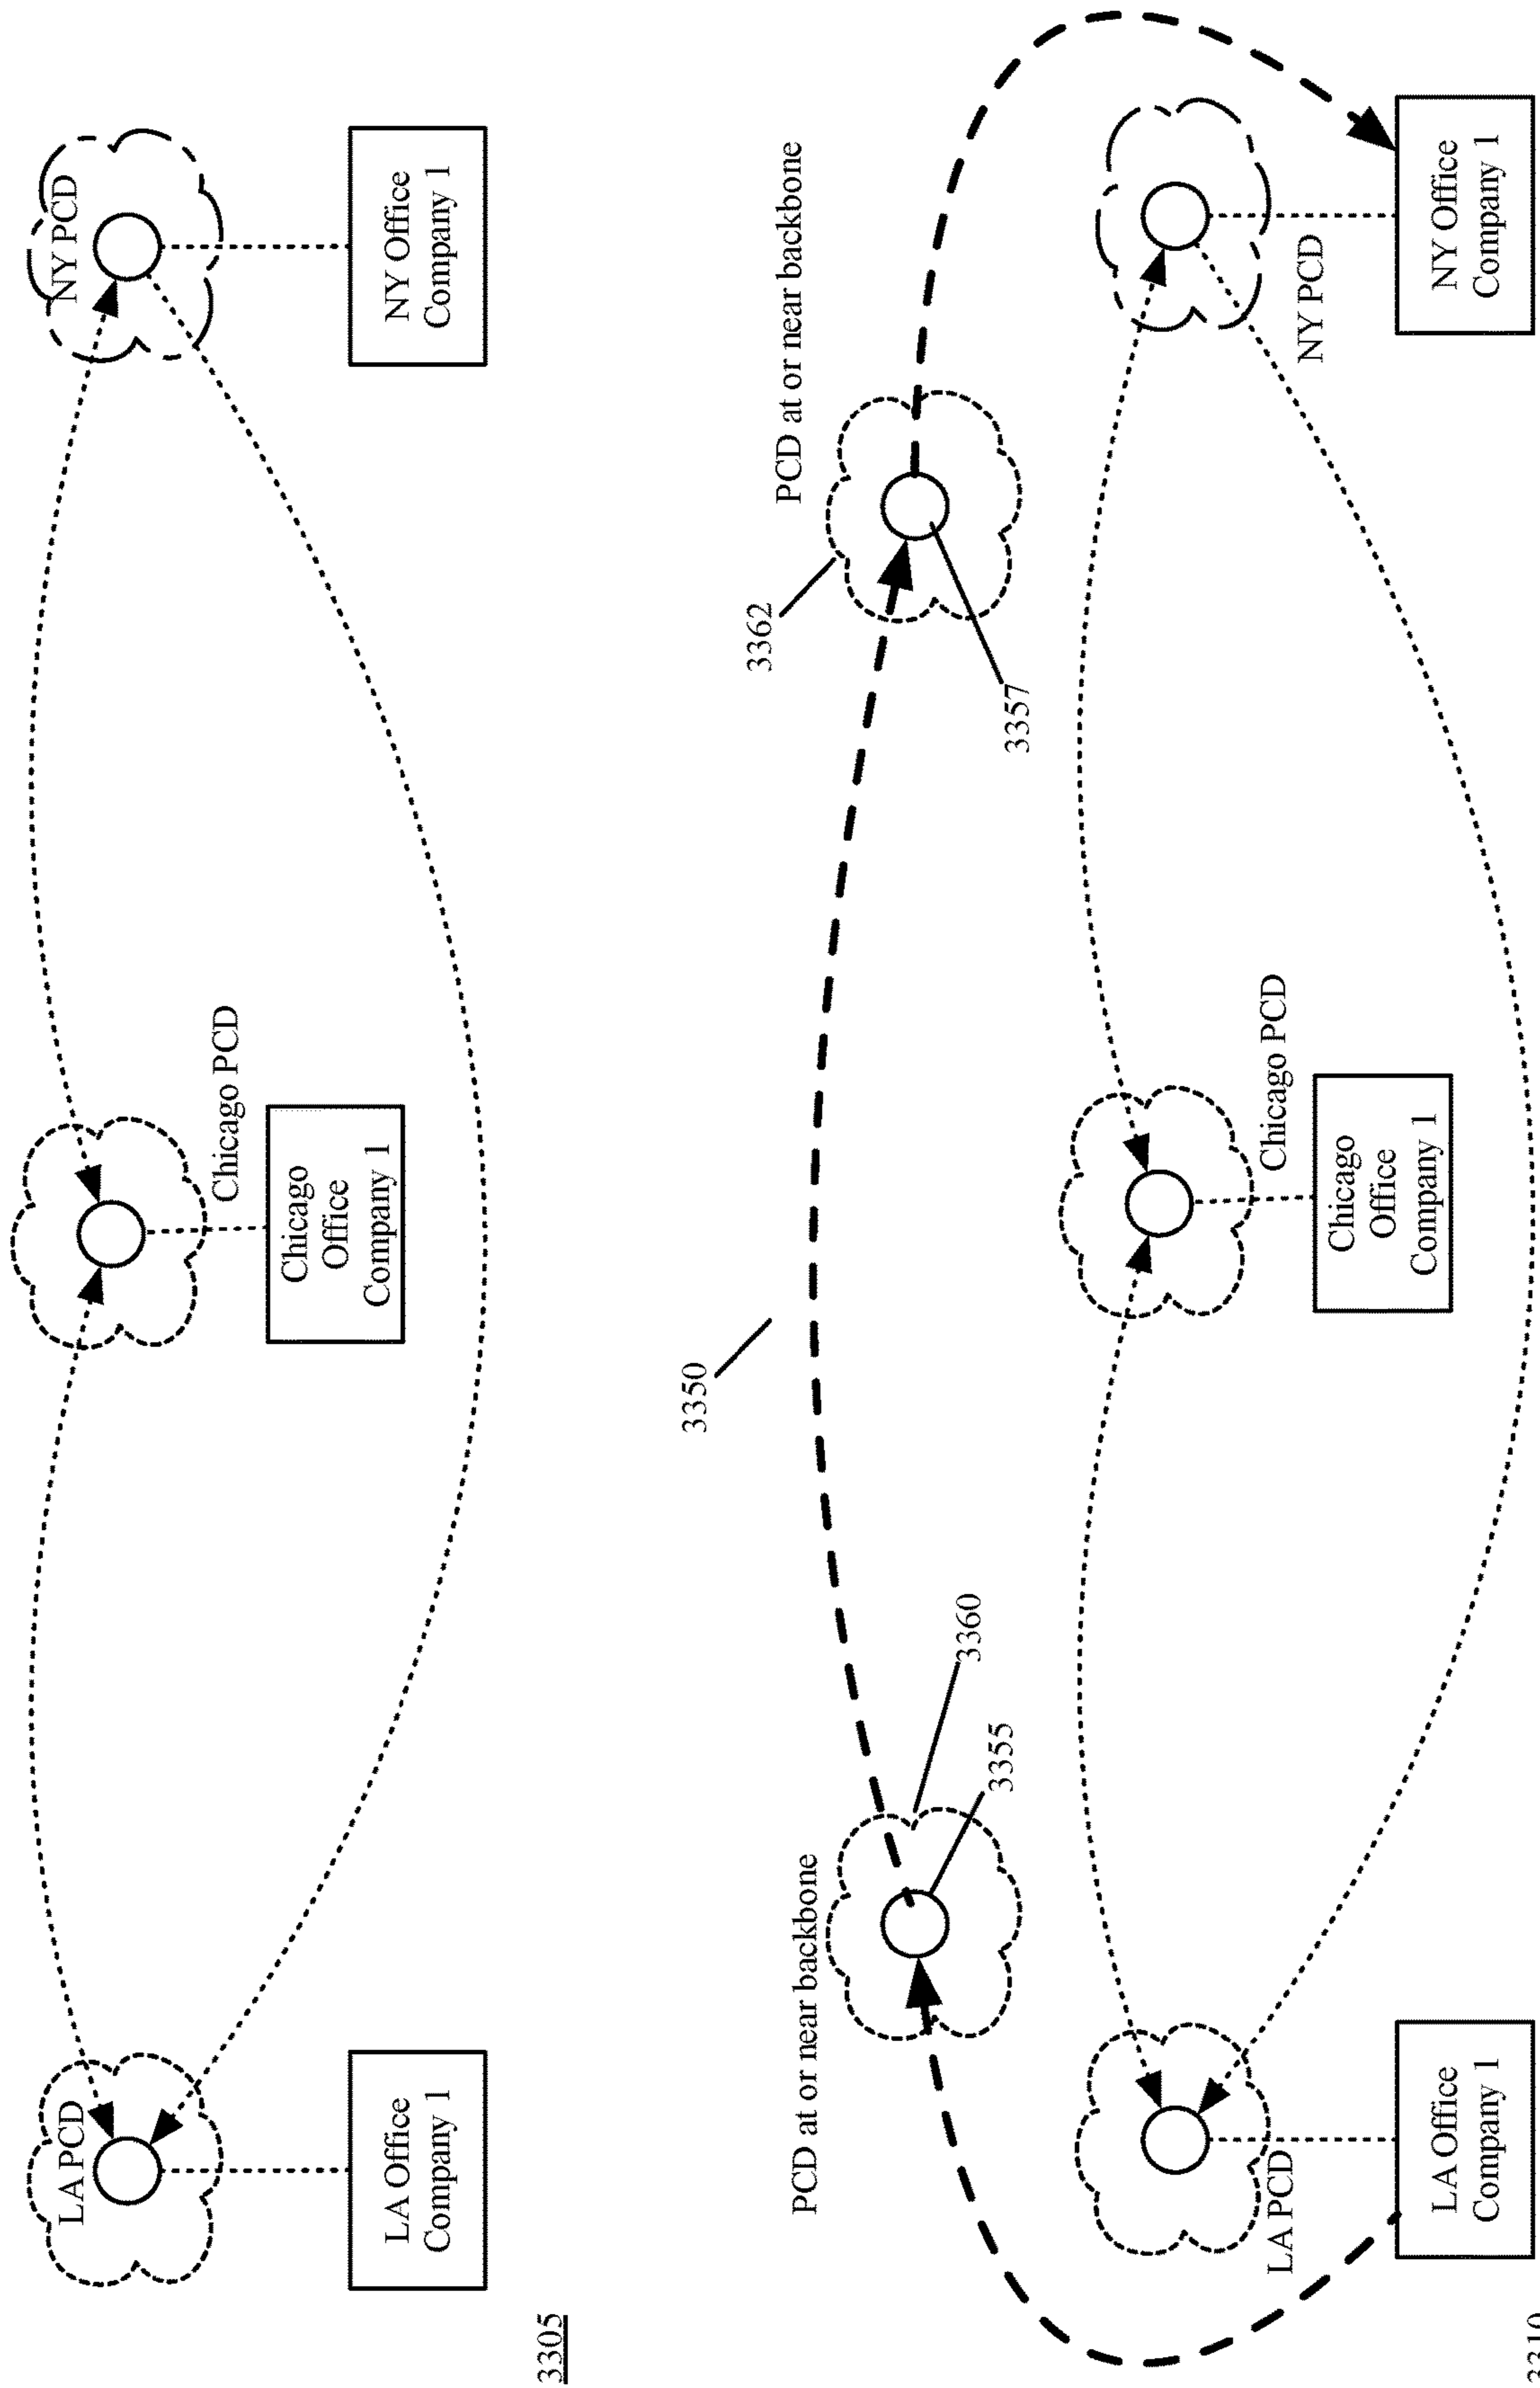 LA PCD
NY PCD
Chicago PCD
LA Office
Company 1
Chicago
Office
Company 1
NY Office
Company 1
3305
3350
3362
PCD at or near backbone
PCD at or near backbone
3360
3355
3357
LA PCD
Chicago PCD
NY PCD
LA Office
Company 1
Chicago
Office
Company 1
NY Office
Company 1
3310